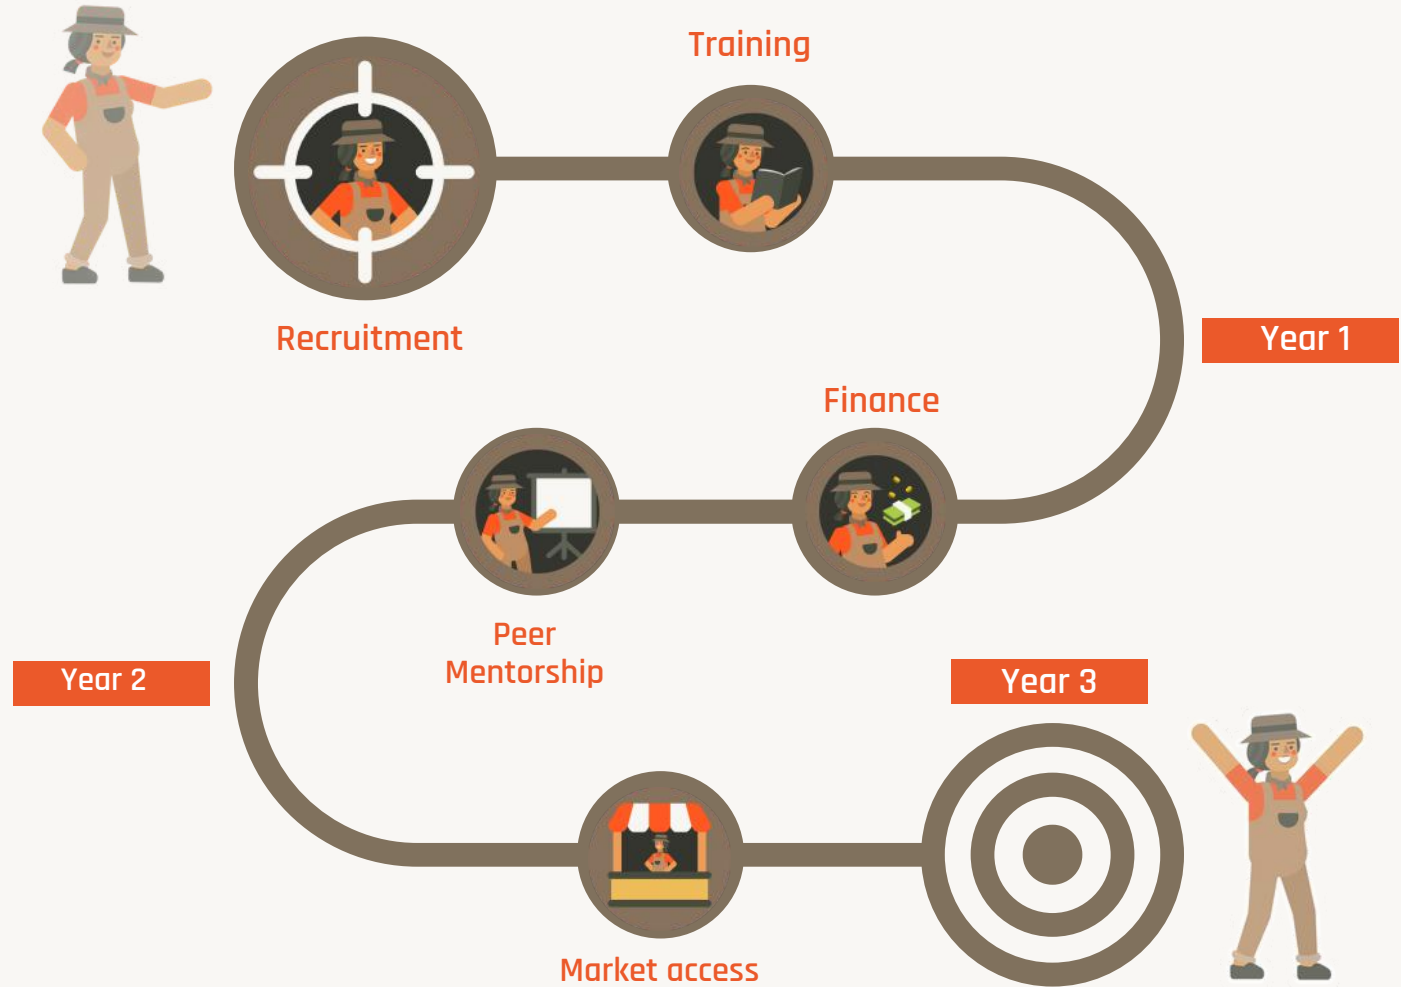 Training
Recruitment
Year 1
Finance
Peer
Mentorship
Year 2
Year 3
Market access